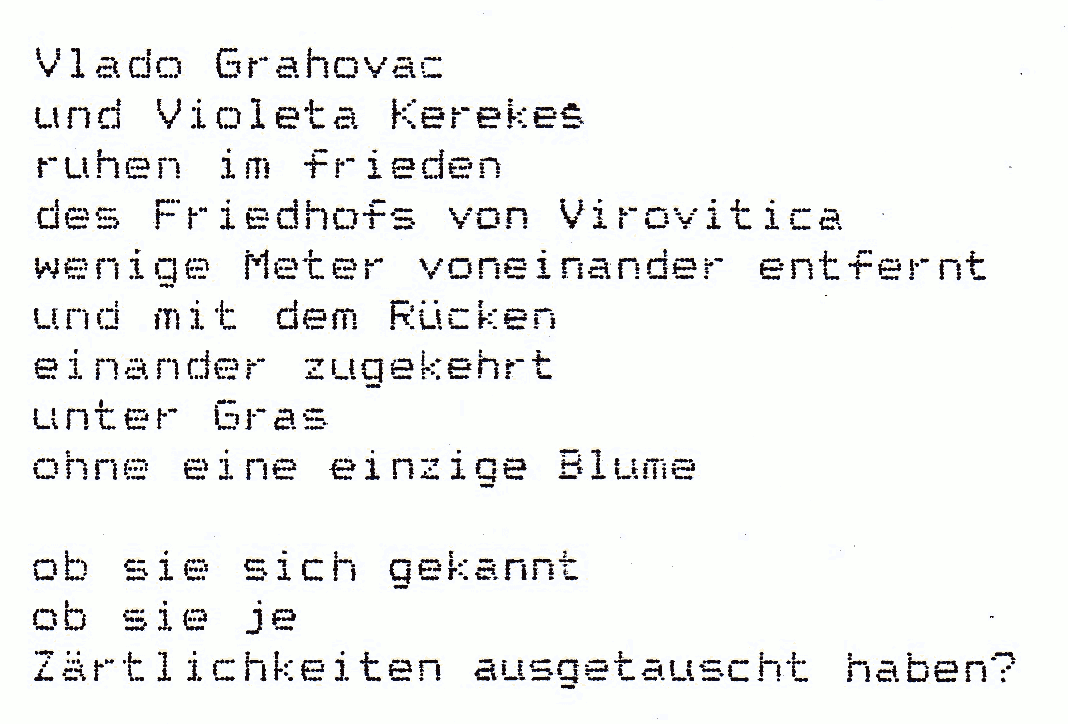 Vlado Grahovac
und Violeta Kerekeš
ruhen im frieden
des Friedhofs von Virovitica
wenige Meter voneinander entfernt
und mit dem Rücken
einander zugekehrt
unter Gras
ohne eine einzige Blume

ob sie sich gekannt
ob sie je
Zärtlichkeiten ausgetauscht haben?